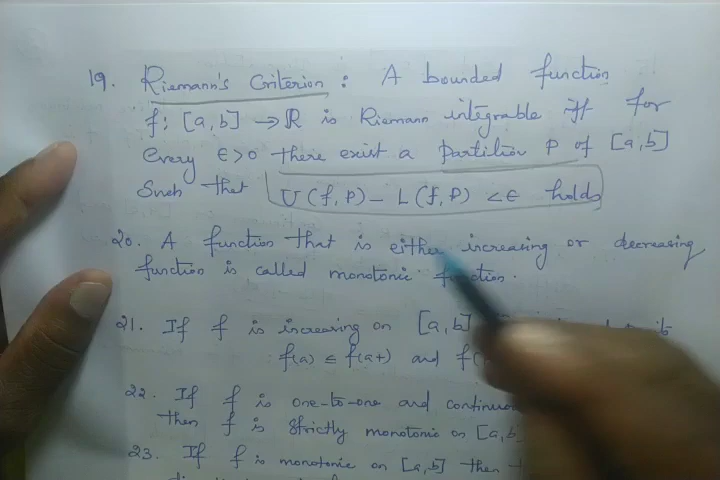 19. Riemann's Criterion : A bounded function
f: [a,b] → ℝ is Riemann integrable iff for
every ϵ>0 there exist a partition P of [a,b]
Such that U(f,P) - L(f,P) < ϵ holds
20. A function that is either increasing or decreasing
function is called monotonic function.
21. If f is increasing on [a,b]
f(a) ≤ f(a+) and
22. If f is one-to-one and
then f is strictly monotonic on [a,b]
23. If f is monotonic on [a,b] then